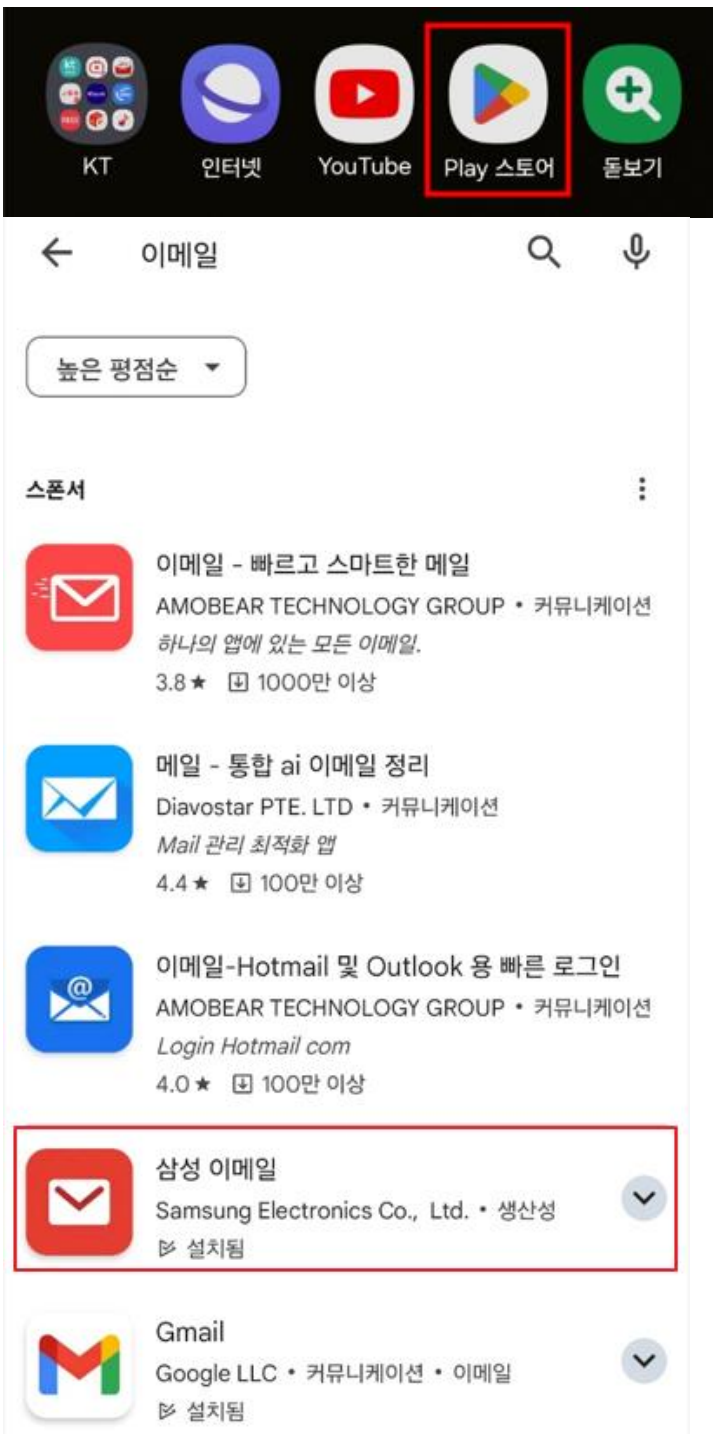 KT
인터넷
YouTube
Play 스토어
돋보기
이메일
높은 평점순
스폰서
이메일 - 빠르고 스마트한 메일
AMOBEAR TECHNOLOGY GROUP • 커뮤니케이션
하나의 앱에 있는 모든 이메일.
3.8★ 1000만 이상
메일 - 통합 ai 이메일 정리
Diavostar PTE. LTD • 커뮤니케이션
Mail 관리 최적화 앱
4.4★ 100만 이상
이메일-Hotmail 및 Outlook 용 빠른 로그인
AMOBEAR TECHNOLOGY GROUP • 커뮤니케이션
Login Hotmail com
4.0★ 100만 이상
삼성 이메일
Samsung Electronics Co., Ltd. • 생산성
설치됨
Gmail
Google LLC • 커뮤니케이션 • 이메일
설치됨